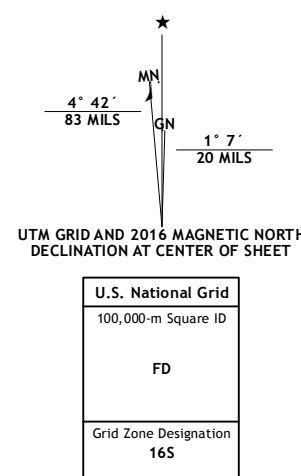 ★
MN
4° 42´
83 MILS
GN
1° 7´
20 MILS
UTM GRID AND 2016 MAGNETIC NORTH
DECLINATION AT CENTER OF SHEET
U.S. National Grid
100,000-m Square ID
FD
Grid Zone Designation
16S